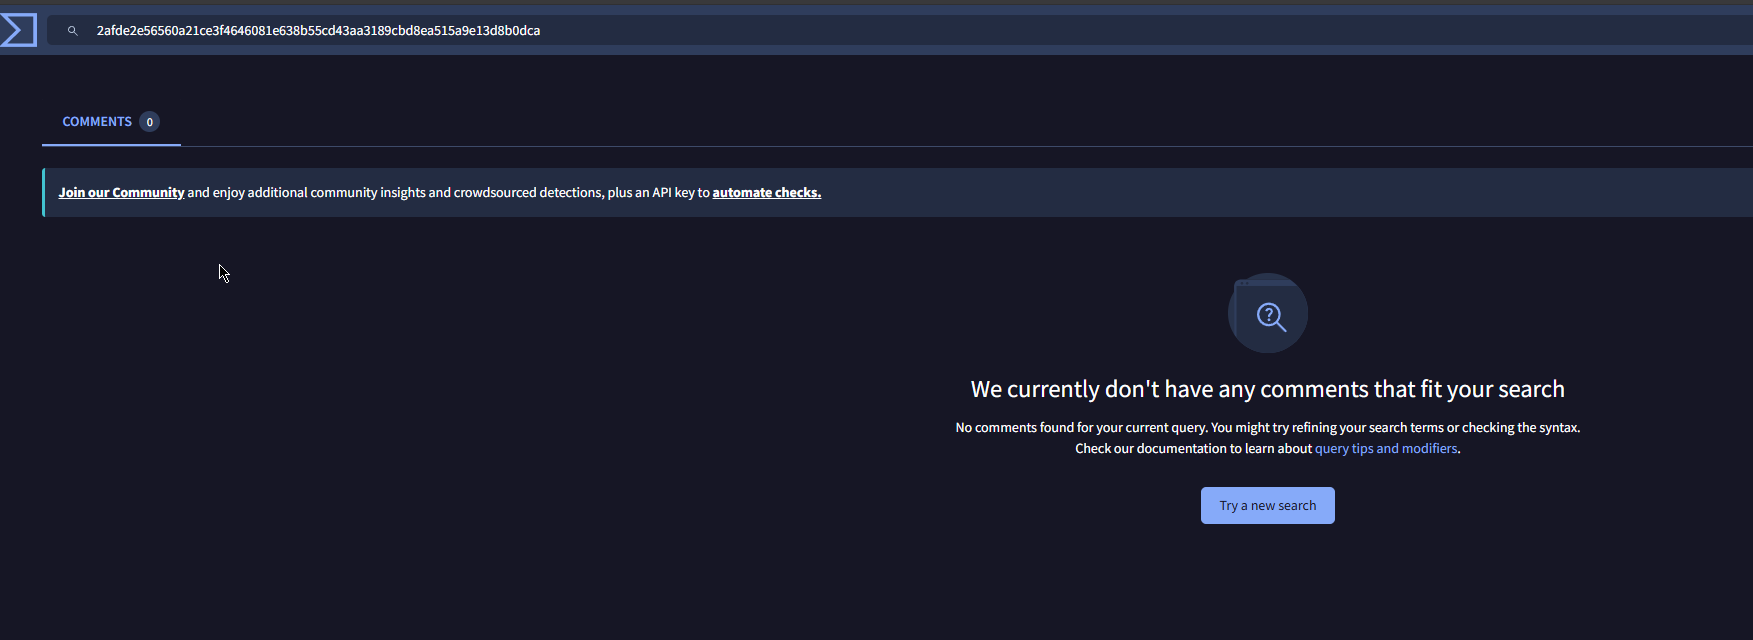 2afde2e56560a21ce3f4646081e638b55cd43aa3189cbd8ea515a9e13d8b0dca
COMMENTS 0
Join our Community and enjoy additional community insights and crowdsourced detections, plus an API key to automate checks.
We currently don't have any comments that fit your search
No comments found for your current query. You might try refining your search terms or checking the syntax.
Check our documentation to learn about query tips and modifiers.
Try a new search